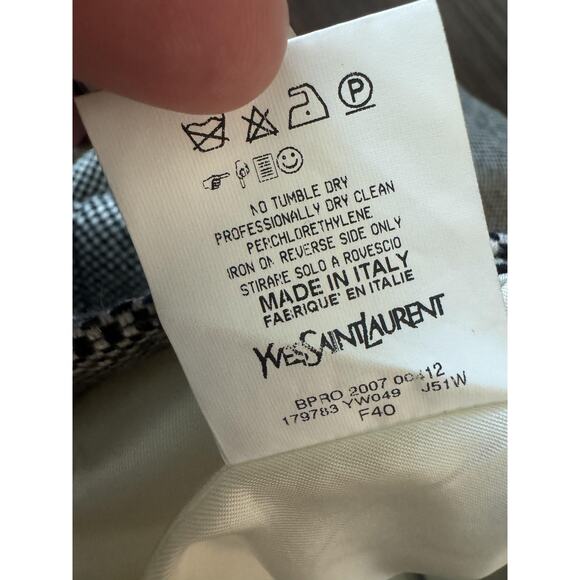 P
NO TUMBLE DRY
PROFESSIONALLY DRY CLEAN
PERCHLORETHYLENE
IRON ON REVERSE SIDE ONLY
STIRARE SOLO A ROVESCIO
MADE IN ITALY
FABRIQUÉ EN ITALIE
YVESSAINTLAURENT
BPRO 2007 00412
179783 YW049 J51W
F40